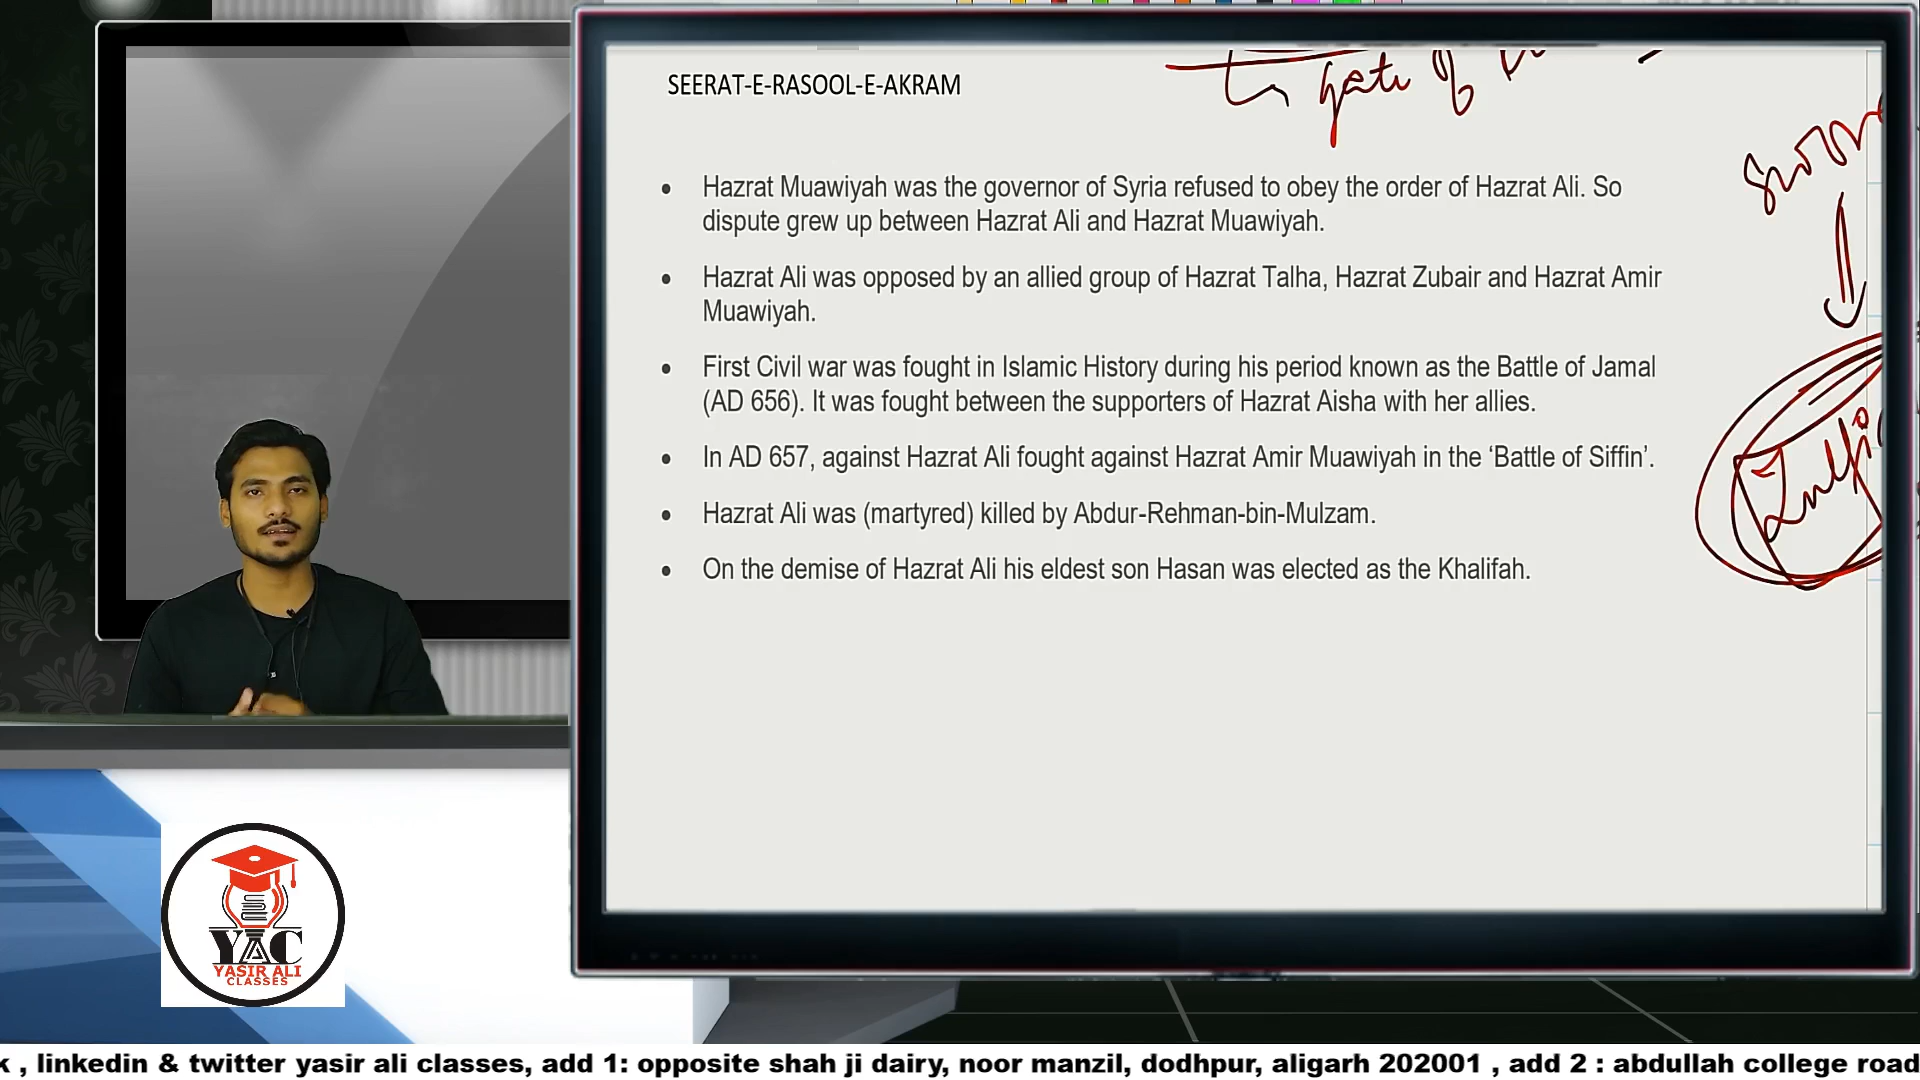 SEERAT-E-RASOOL-E-AKRAM
gate of
• Hazrat Muawiyah was the governor of Syria refused to obey the order of Hazrat Ali. So
dispute grew up between Hazrat Ali and Hazrat Muawiyah.
• Hazrat Ali was opposed by an allied group of Hazrat Talha, Hazrat Zubair and Hazrat Amir
Muawiyah.
• First Civil war was fought in Islamic History during his period known as the Battle of Jamal
(AD 656). It was fought between the supporters of Hazrat Aisha with her allies.
• In AD 657, against Hazrat Ali fought against Hazrat Amir Muawiyah in the ‘Battle of Siffin’.
• Hazrat Ali was (martyred) killed by Abdur-Rehman-bin-Mulzam.
• On the demise of Hazrat Ali his eldest son Hasan was elected as the Khalifah.
YAC
YASIR ALI
CLASSES
, linkedin & twitter yasir ali classes, add 1: opposite shah ji dairy, noor manzil, dodhpur, aligarh 202001 , add 2 : abdullah college road